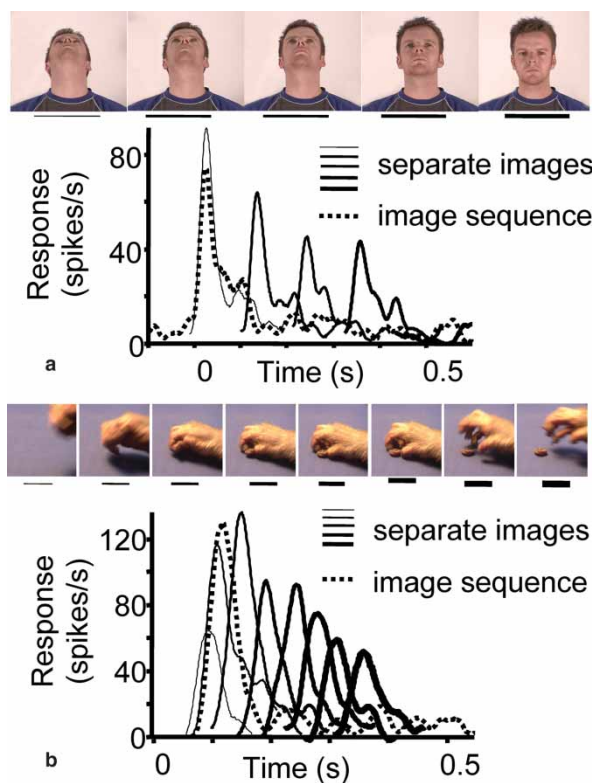 80
40
0
Response
(spikes/s)
separate images
image sequence
0
Time (s)
0.5
a
120
80
40
0
Response
(spikes/s)
separate images
image sequence
0
Time (s)
0.5
b